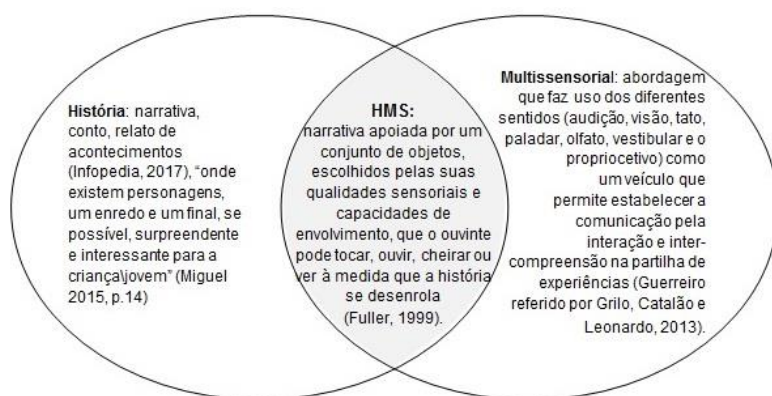 História: narrativa,
conto, relato de
acontecimentos
(Infopedia, 2017), “onde
existem personagens,
um enredo e um final, se
possível, surpreendente
e interessante para a
criança\jovem” (Miguel
2015, p.14)
HMS:
narrativa apoiada por um
conjunto de objetos,
escolhidos pelas suas
qualidades sensoriais e
capacidades de
envolvimento, que o ouvinte
pode tocar, ouvir, cheirar ou
ver à medida que a história
se desenrola
(Fuller, 1999).
Multissensorial: abordagem
que faz uso dos diferentes
sentidos (audição, visão, tato,
paladar, olfato, vestibular e o
propriocetivo) como
um veículo que
permite estabelecer a
comunicação pela
interação e inter-
compreensão na partilha de
experiências (Guerreiro
referido por Grilo, Catalão e
Leonardo, 2013).